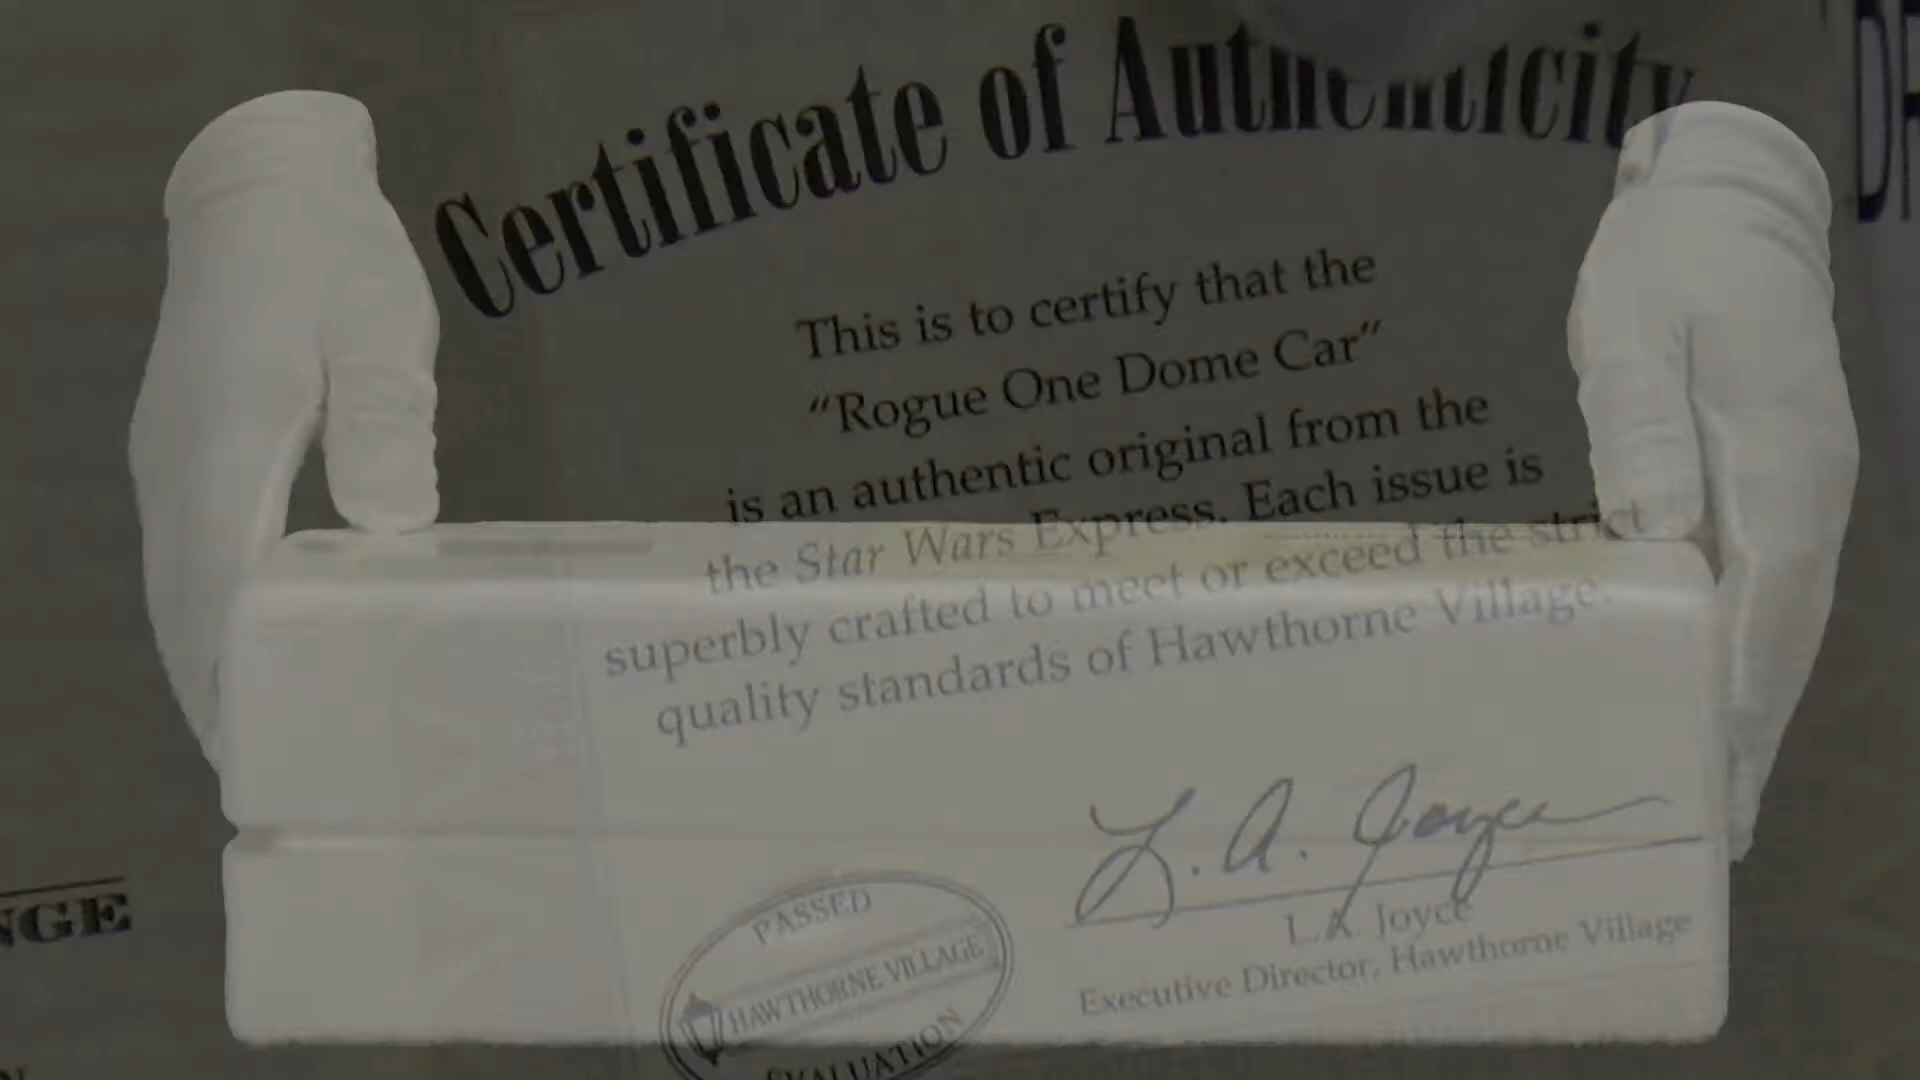 Certificate of Authenticity
This is to certify that the
"Rogue One Dome Car"
is an authentic original from the
the Star Wars Express. Each issue is
superbly crafted to meet or exceed the strict
quality standards of Hawthorne Village.
L. A. Joyce
L.A. Joyce
Executive Director, Hawthorne Village
PASSED
HAWTHORNE VILLAGE
EVALUATION